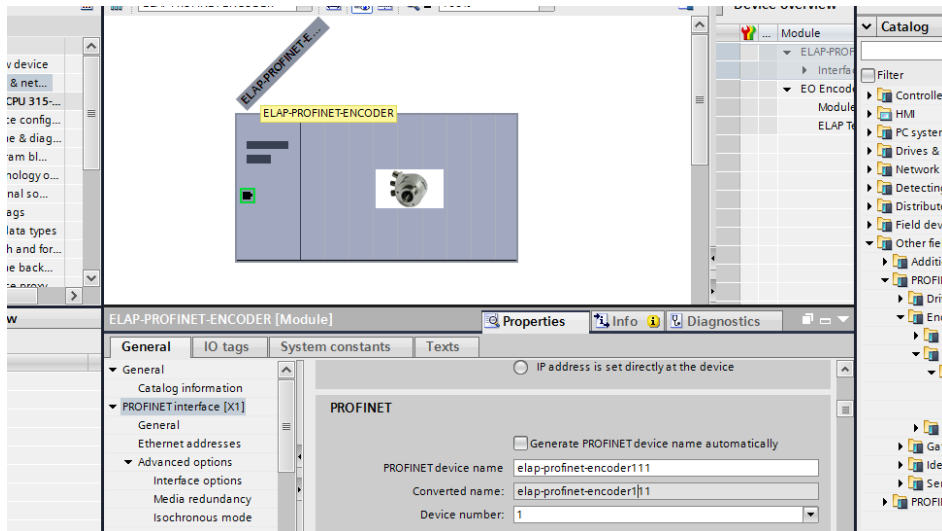 Device overview
Module
ELAP-PROF
Interfa
EO Encode
Module
ELAP Te
ELAP-PROFINET-E...
ELAP-PROFINET-ENCODER
v device
& net...
CPU 315-...
ce config...
ne & diag...
ram bl...
nology o...
nal so...
ags
data types
h and for...
ne back...
w
Catalog
Filter
Controlle
HMI
PC system
Drives &
Network
Detecting
Distribute
Field dev
Other fie
Additi
PROFI
Dri
Enc
Ga
Ide
Sen
PROFI
ELAP-PROFINET-ENCODER [Module]
Properties
Info
Diagnostics
General
IO tags
System constants
Texts
General
Catalog information
PROFINET interface [X1]
General
Ethernet addresses
Advanced options
Interface options
Media redundancy
Isochronous mode
IP address is set directly at the device
PROFINET
Generate PROFINET device name automatically
PROFINET device name elap-profinet-encoder111
Converted name: elap-profinet-encoder111
Device number: 1